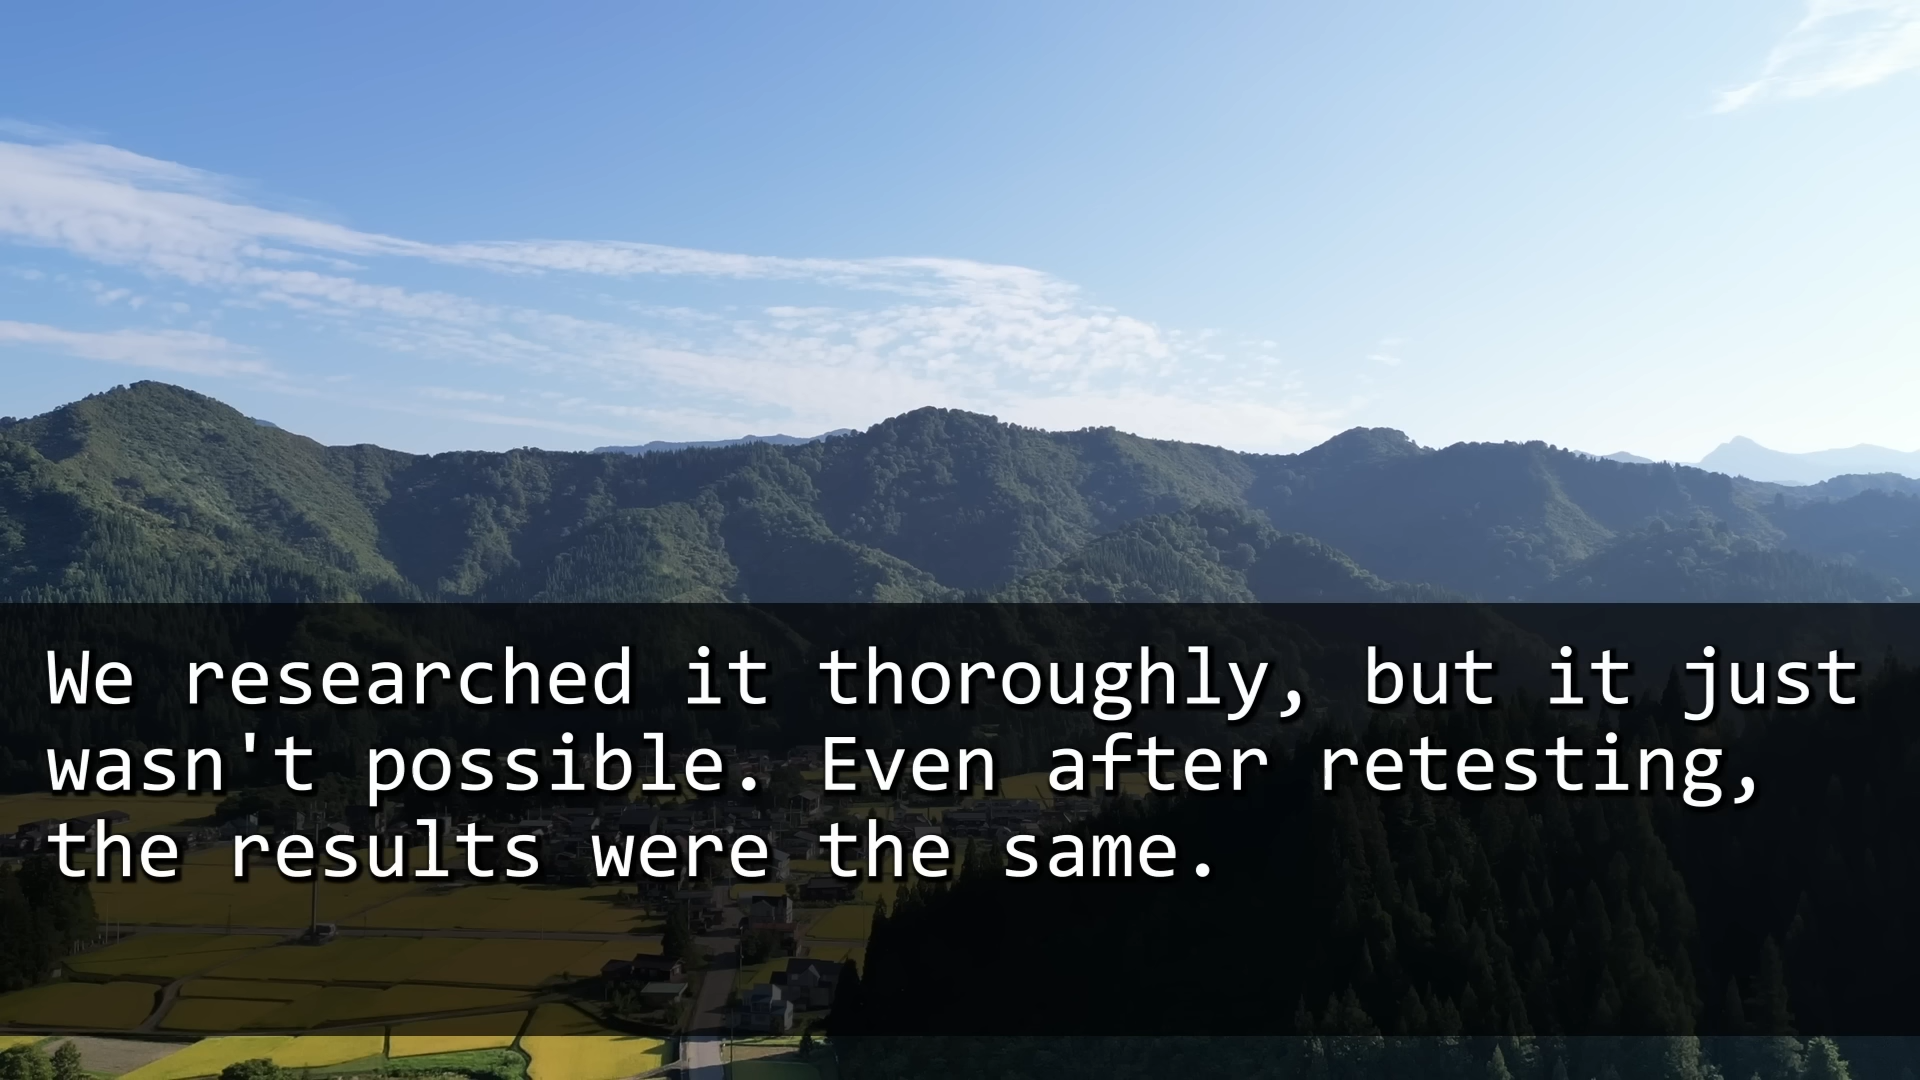 We researched it thoroughly, but it just
wasn't possible. Even after retesting,
the results were the same.